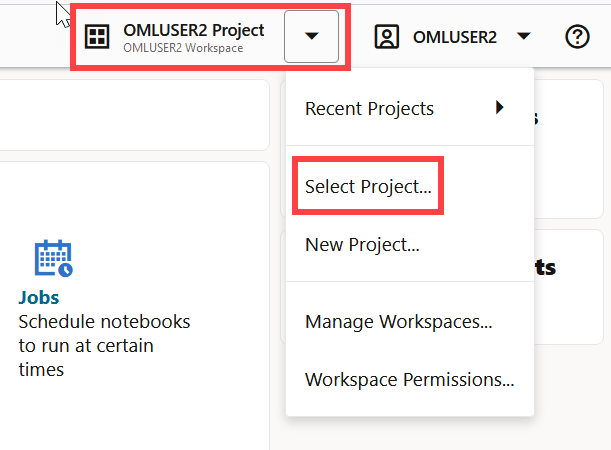 OMLUSER2 Project
OMLUSER2 Workspace
OMLUSER2
Recent Projects
Select Project...
New Project...
Manage Workspaces...
Workspace Permissions...
Jobs
Schedule notebooks
to run at certain
times